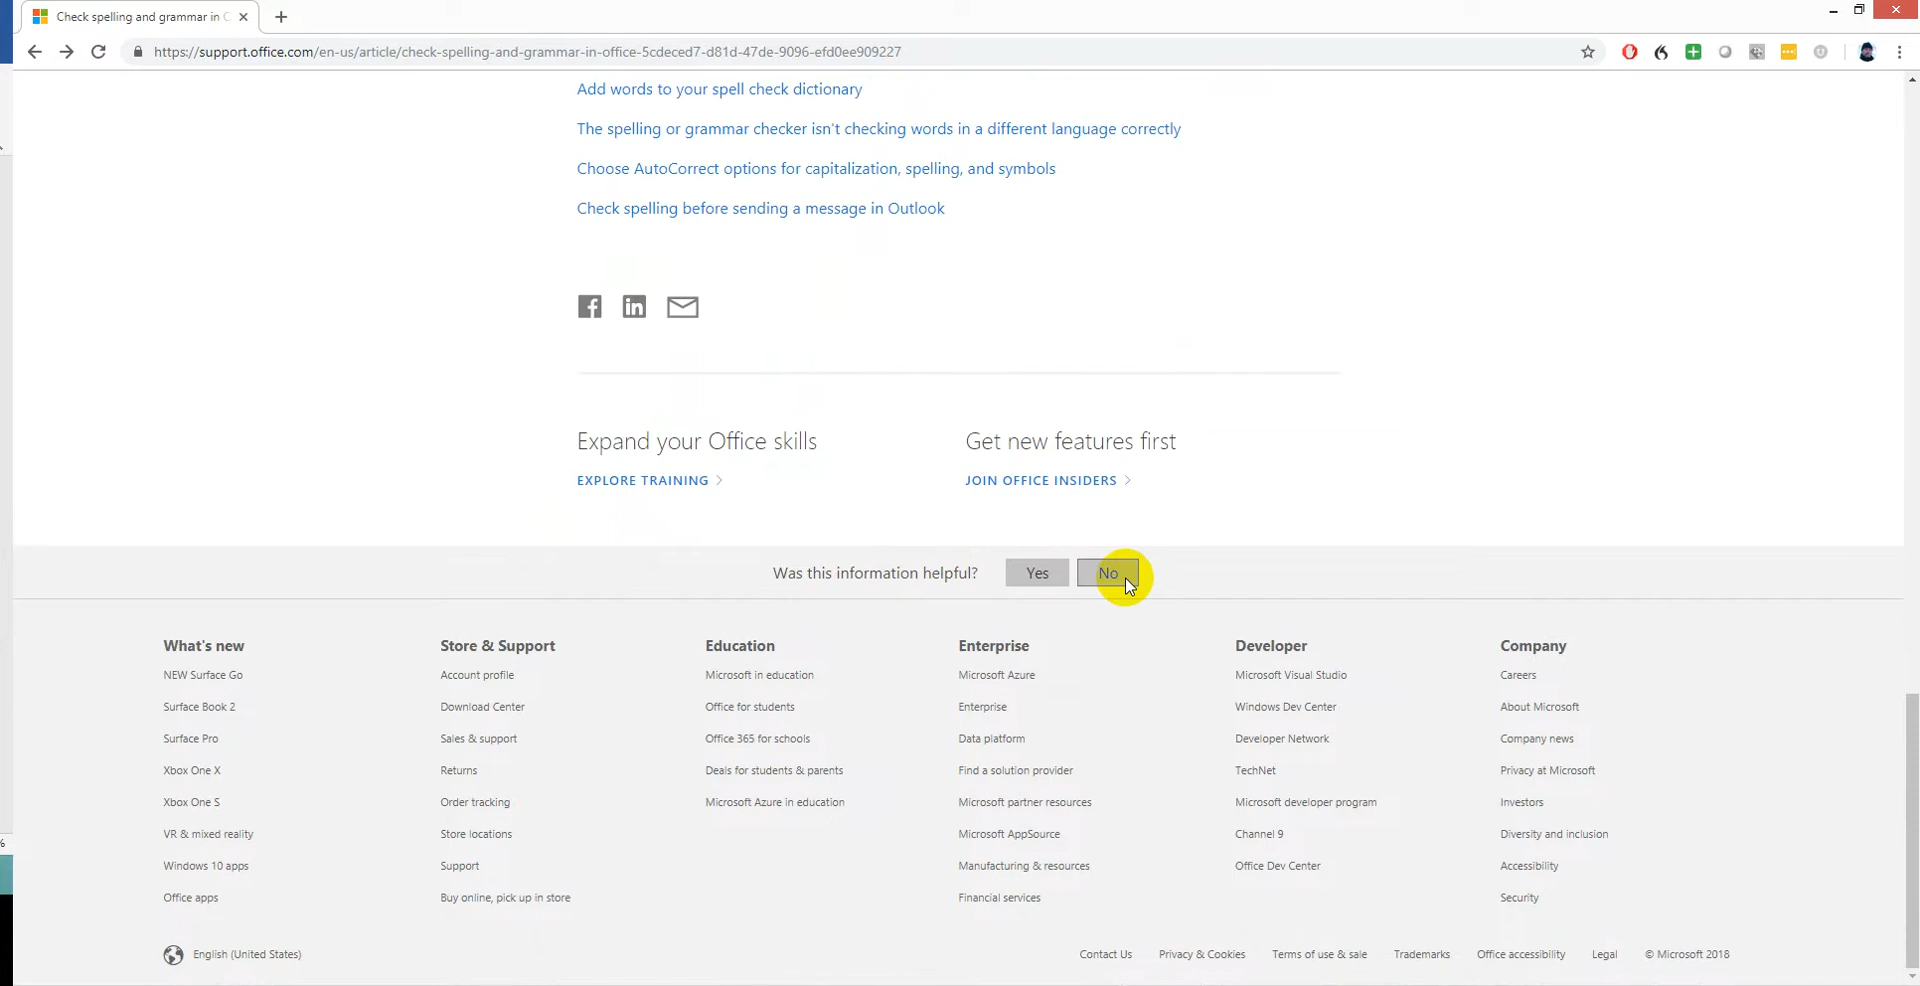 Check spelling and grammar in
https://support.office.com/en-us/article/check-spelling-and-grammar-in-office-5cdeced7-d81d-47de-9096-efd0ee909227
Add words to your spell check dictionary
The spelling or grammar checker isn't checking words in a different language correctly
Choose AutoCorrect options for capitalization, spelling, and symbols
Check spelling before sending a message in Outlook
Expand your Office skills
EXPLORE TRAINING
Get new features first
JOIN OFFICE INSIDERS
Was this information helpful? Yes No
What's new
NEW Surface Go
Surface Book 2
Surface Pro
Xbox One X
Xbox One S
VR & mixed reality
Windows 10 apps
Office apps
Store & Support
Account profile
Download Center
Sales & support
Returns
Order tracking
Store locations
Support
Buy online, pick up in store
Education
Microsoft in education
Office for students
Office 365 for schools
Deals for students & parents
Microsoft Azure in education
Enterprise
Microsoft Azure
Enterprise
Data platform
Find a solution provider
Microsoft partner resources
Microsoft AppSource
Manufacturing & resources
Financial services
Developer
Microsoft Visual Studio
Windows Dev Center
Developer Network
TechNet
Microsoft developer program
Channel 9
Office Dev Center
Company
Careers
About Microsoft
Company news
Privacy at Microsoft
Investors
Diversity and inclusion
Accessibility
Security
English (United States)
Contact Us Privacy & Cookies Terms of use & sale Trademarks Office accessibility Legal © Microsoft 2018